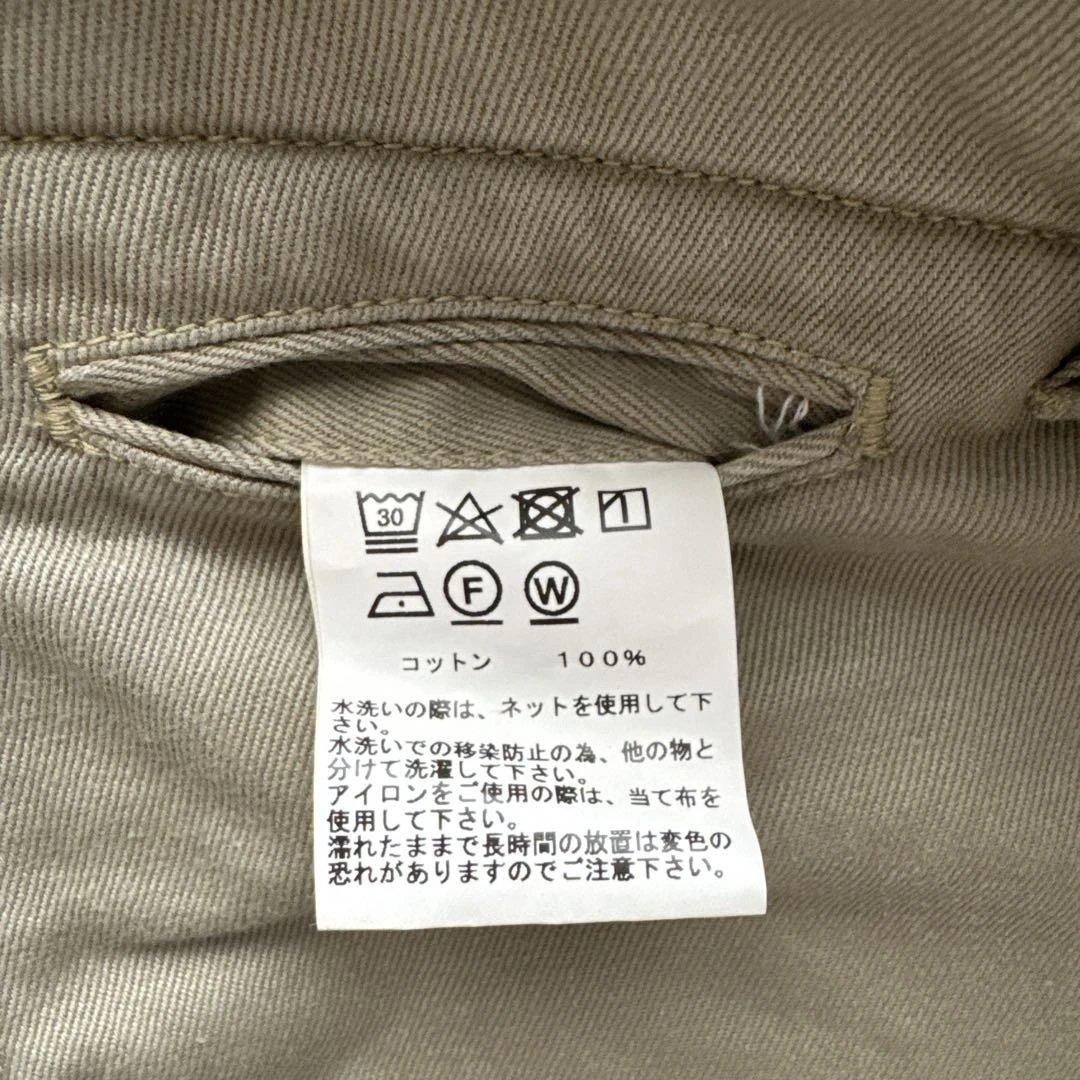 30
F W
コットン 100%
水洗いの際は、ネットを使用して下
さい。
水洗いでの移染防止の為、他の物と
分けて洗濯して下さい。
アイロンをご使用の際は、当て布を
使用して下さい。
濡れたままで長時間の放置は変色の
恐れがありますのでご注意下さい。